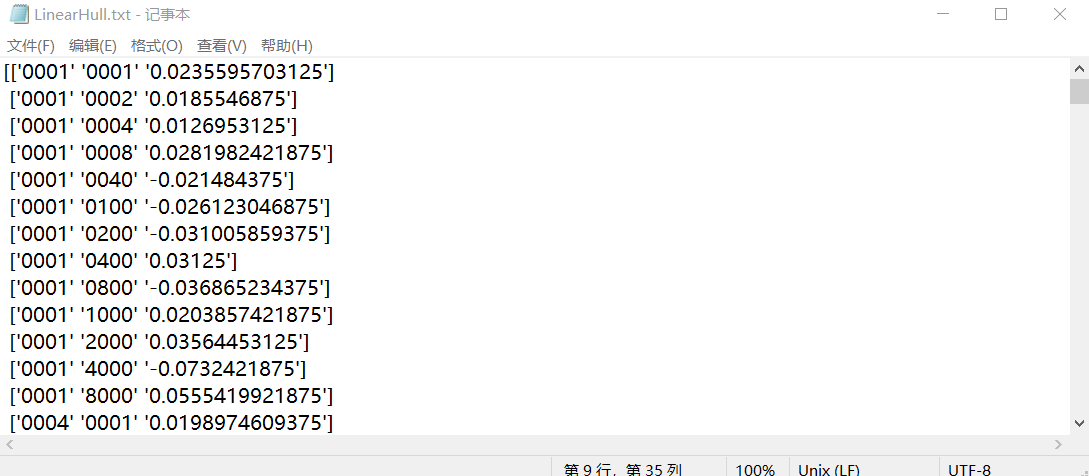 LinearHull.txt - 记事本
文件(F) 编辑(E) 格式(O) 查看(V) 帮助(H)
[['0001' '0001' '0.0235595703125']
['0001' '0002' '0.0185546875']
['0001' '0004' '0.0126953125']
['0001' '0008' '0.0281982421875']
['0001' '0040' '-0.021484375']
['0001' '0100' '-0.026123046875']
['0001' '0200' '-0.031005859375']
['0001' '0400' '0.03125']
['0001' '0800' '-0.036865234375']
['0001' '1000' '0.0203857421875']
['0001' '2000' '0.03564453125']
['0001' '4000' '-0.0732421875']
['0001' '8000' '0.0555419921875']
['0004' '0001' '0.0198974609375']
第 9 行，第 35 列 100% Unix (LF) UTF-8